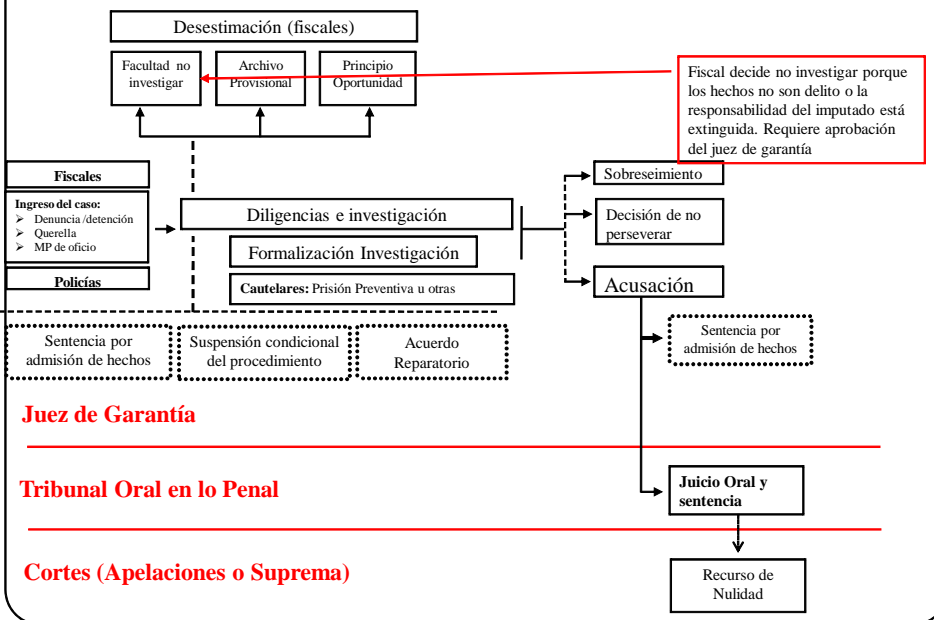 Desestimación (fiscales)
Facultad no
investigar
Archivo
Provisional
Principio
Oportunidad
Fiscal decide no investigar porque
los hechos no son delito o la
responsabilidad del imputado está
extinguida. Requiere aprobación
del juez de garantía
Fiscales
Ingreso del caso:
➢ Denuncia /detención
➢ Querella
➢ MP de oficio
Policías
Diligencias e investigación
Formalización Investigación
Cautelares: Prisión Preventiva u otras
Sobreseimiento
Decisión de no
perseverar
Acusación
Sentencia por
admisión de hechos
Suspensión condicional
del procedimiento
Acuerdo
Reparatorio
Sentencia por
admisión de hechos
Juez de Garantía
Tribunal Oral en lo Penal
Juicio Oral y
sentencia
Cortes (Apelaciones o Suprema)
Recurso de
Nulidad